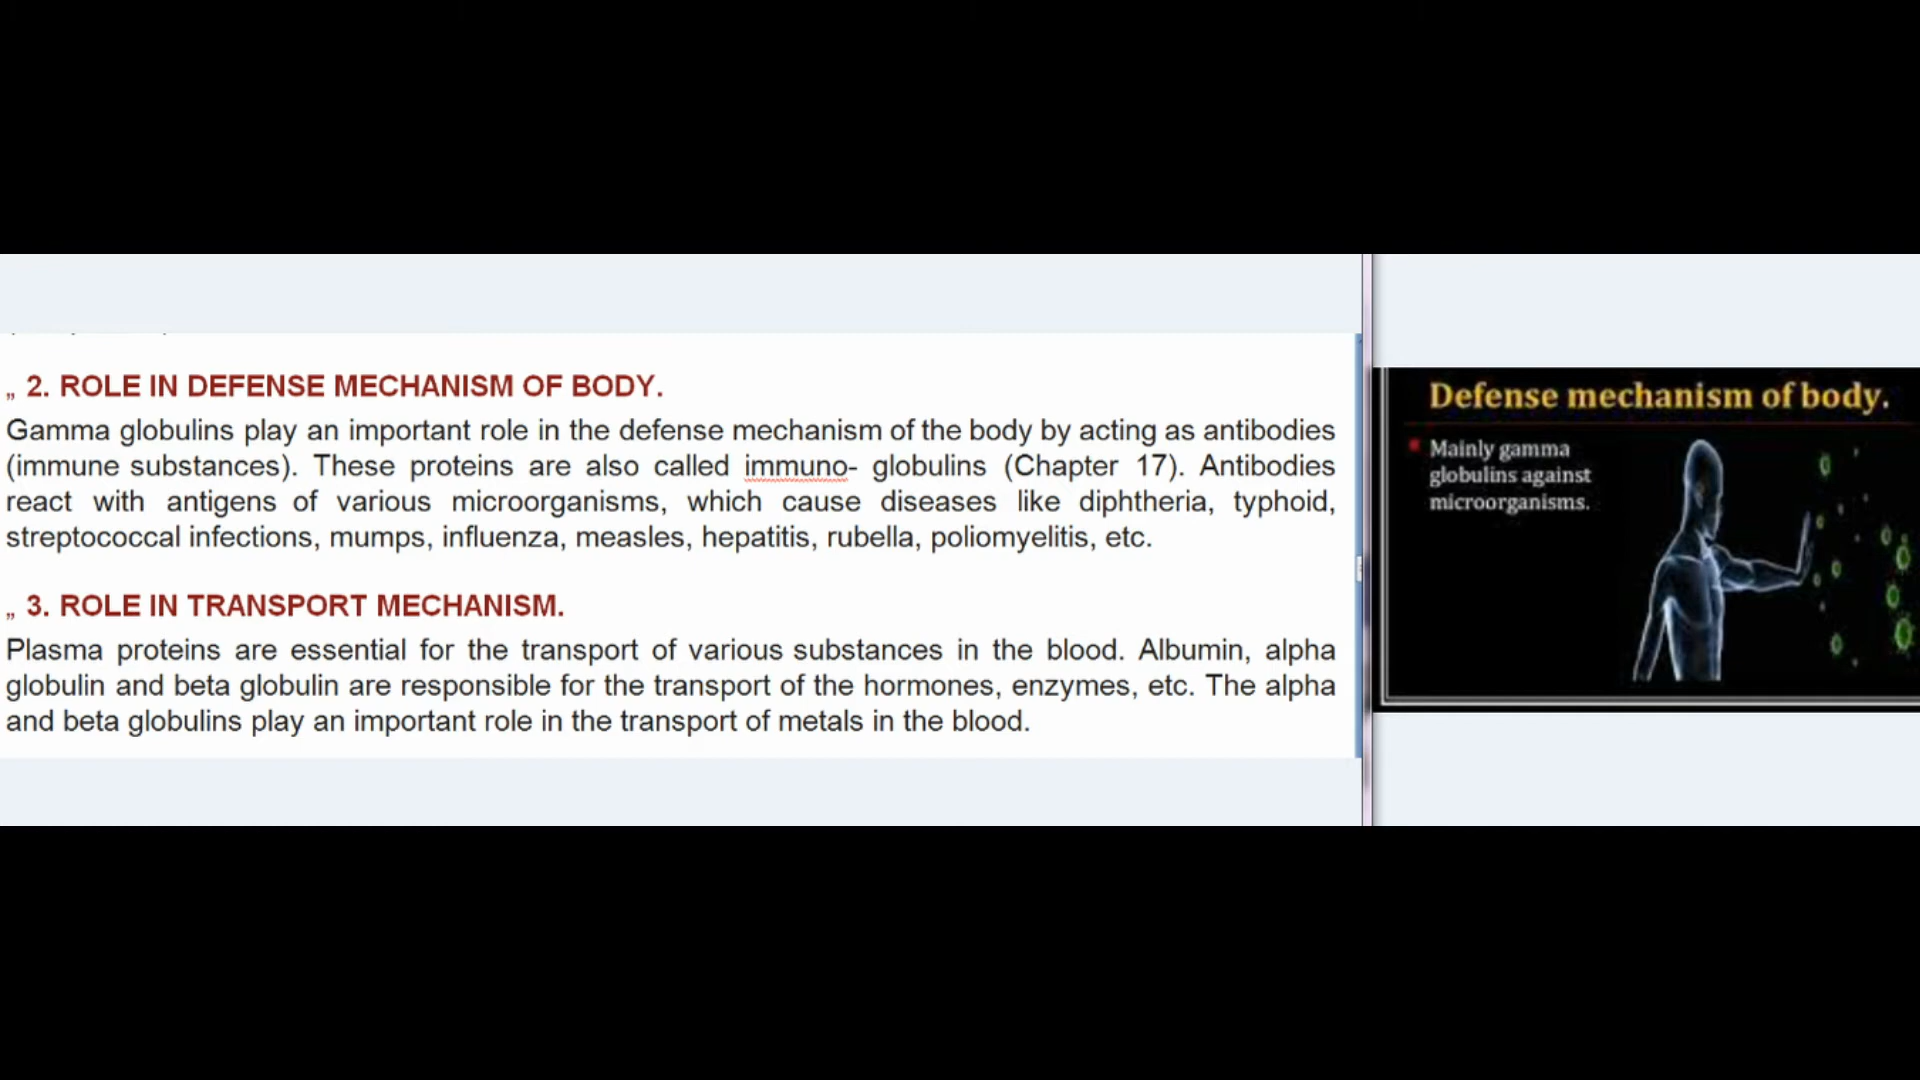 „ 2. ROLE IN DEFENSE MECHANISM OF BODY.
Gamma globulins play an important role in the defense mechanism of the body by acting as antibodies
(immune substances). These proteins are also called immuno- globulins (Chapter 17). Antibodies
react with antigens of various microorganisms, which cause diseases like diphtheria, typhoid,
streptococcal infections, mumps, influenza, measles, hepatitis, rubella, poliomyelitis, etc.
„ 3. ROLE IN TRANSPORT MECHANISM.
Plasma proteins are essential for the transport of various substances in the blood. Albumin, alpha
globulin and beta globulin are responsible for the transport of the hormones, enzymes, etc. The alpha
and beta globulins play an important role in the transport of metals in the blood.
Defense mechanism of body.
Mainly gamma
globulins against
microorganisms.